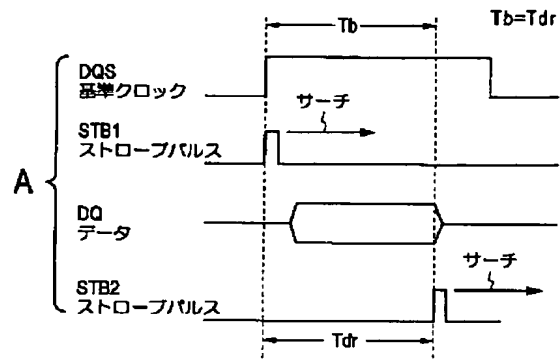 Tb
Tb=Tdr
DQS
基準クロック
サーチ
STB1
ストローブパルス
A
DQ
データ
サーチ
STB2
ストローブパルス
Tdr